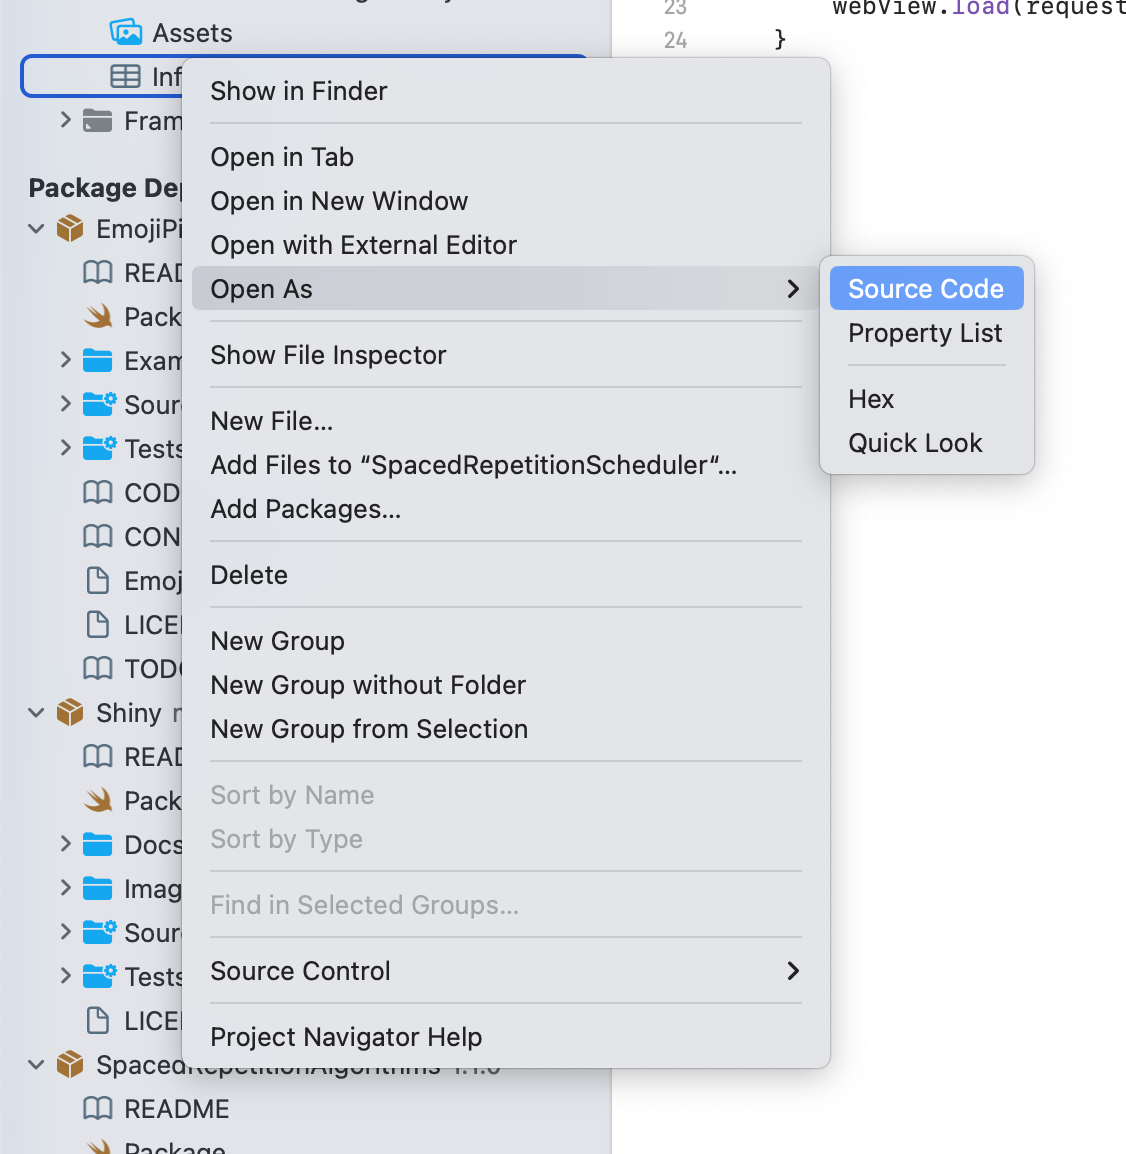 23 webView.load(request
24 }
Assets
Inf
Fram
Package De
EmojiPi
READ
Pack
Exam
Sour
Tests
COD
CON
Emoj
LICE
TOD
Shiny
READ
Pack
Docs
Imag
Sour
Tests
LICE
SpacedRepetitionAlgorithms 1.1.0
README
Package
Show in Finder
Open in Tab
Open in New Window
Open with External Editor
Open As
Show File Inspector
New File...
Add Files to “SpacedRepetitionScheduler“...
Add Packages...
Delete
New Group
New Group without Folder
New Group from Selection
Sort by Name
Sort by Type
Find in Selected Groups...
Source Control
Project Navigator Help
Source Code
Property List
Hex
Quick Look